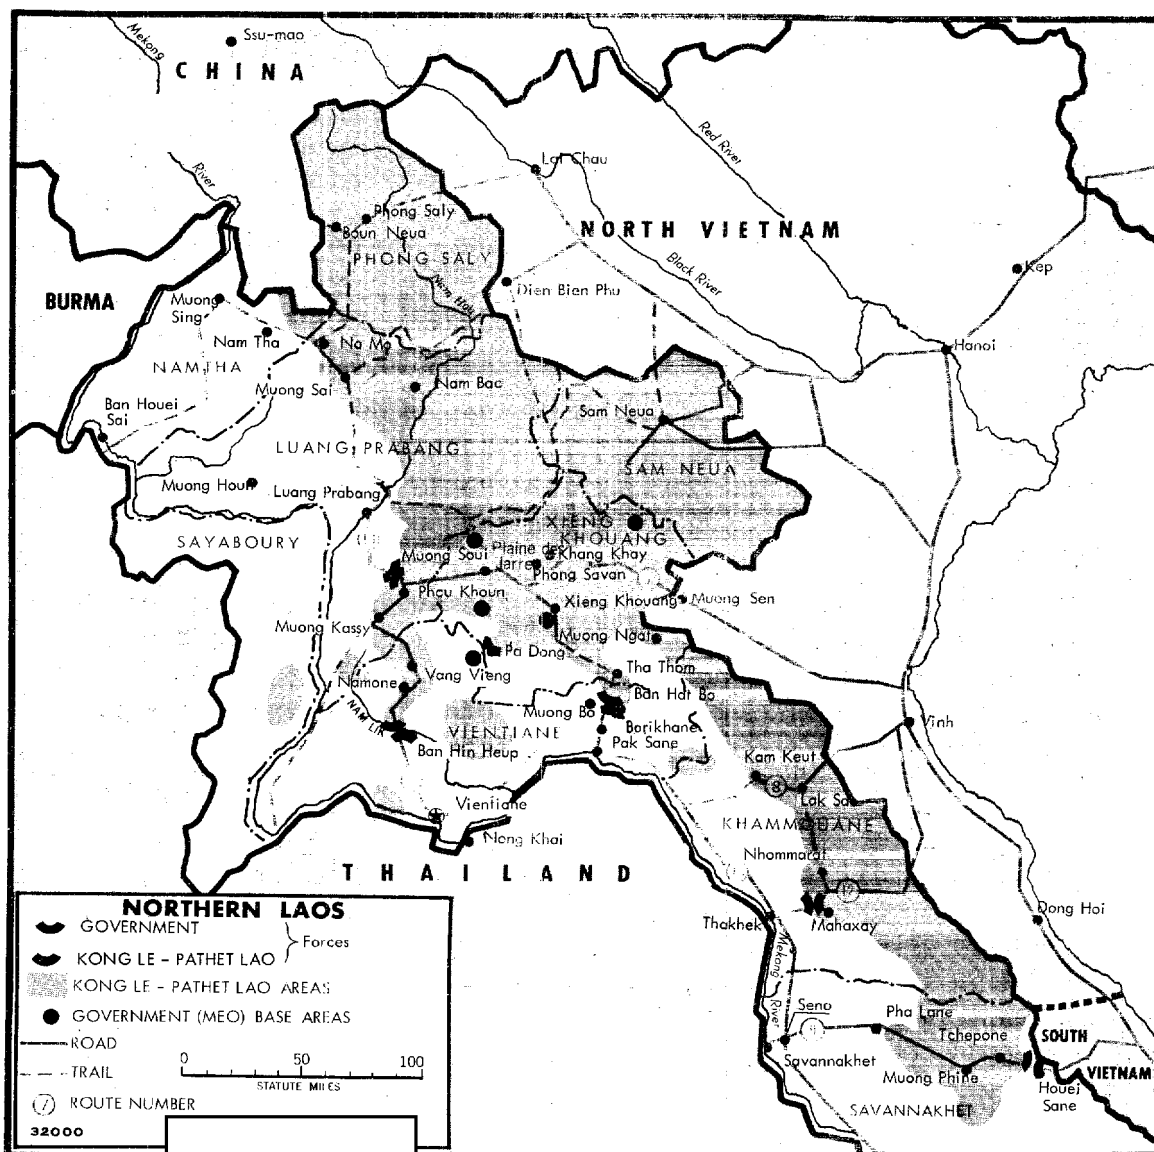 Ssu-mao
Mekong
CHINA
River
Red River
Lai Chau
Phong Saly
Boun Neua
NORTH VIETNAM
PHONG SALY
Black River
Kep
Nam Hou
Dien Bien Phu
BURMA
Muong
Sing
Nam Tha
Na Mo
Hanoi
NAMTHA
Muong Sai
Nam Bac
Ban Houei
Sai
Sam Neua
LUANG PRABANG
SAM NEUA
Muong Houn
Luang Prabang
XIENG
KHOUANG
SAYABOURY
Muong Soui
Plaine des
Jarres
Khang Khay
Phong Savan
7
Phou Khoun
Xieng Khouang
Muong Sen
Muong Kassy
Muong Ngat
Pa Dong
Vang Vieng
Tha Thom
Namone
Ban Hat Bo
NAM LIK
Muong Bo
Borikhane
VIENTIANE
Pak Sane
Vinh
Ban Hin Heup
Kam Keut
8
Lak Sao
Vientiane
KHAMMOUANE
Nong Khai
Nhommarat
THAILAND
12
Thakhek
Mahaxay
Dong Hoi
Mekong
River
Seno
9
Pha Lane
Tchepone
SOUTH
VIETNAM
Savannakhet
Muong Phine
Houei
Sane
SAVANNAKHET
NORTHERN LAOS
GOVERNMENT
KONG LE - PATHET LAO
Forces
KONG LE - PATHET LAO AREAS
GOVERNMENT (MEO) BASE AREAS
ROAD
TRAIL
7 ROUTE NUMBER
0 50 100
STATUTE MILES
32000